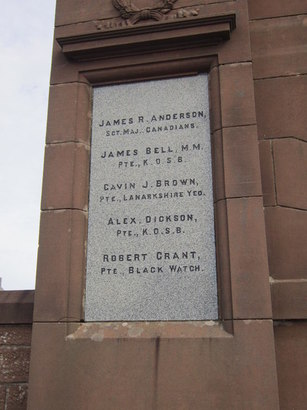 JAMES R. ANDERSON,
SGT. MAJ. CANADIANS.
JAMES BELL, M.M.
PTE., K.O.S.B.
GAVIN J. BROWN,
PTE., LANARKSHIRE YEO.
ALEX. DICKSON,
PTE., K.O.S.B.
ROBERT GRANT,
PTE., BLACK WATCH.